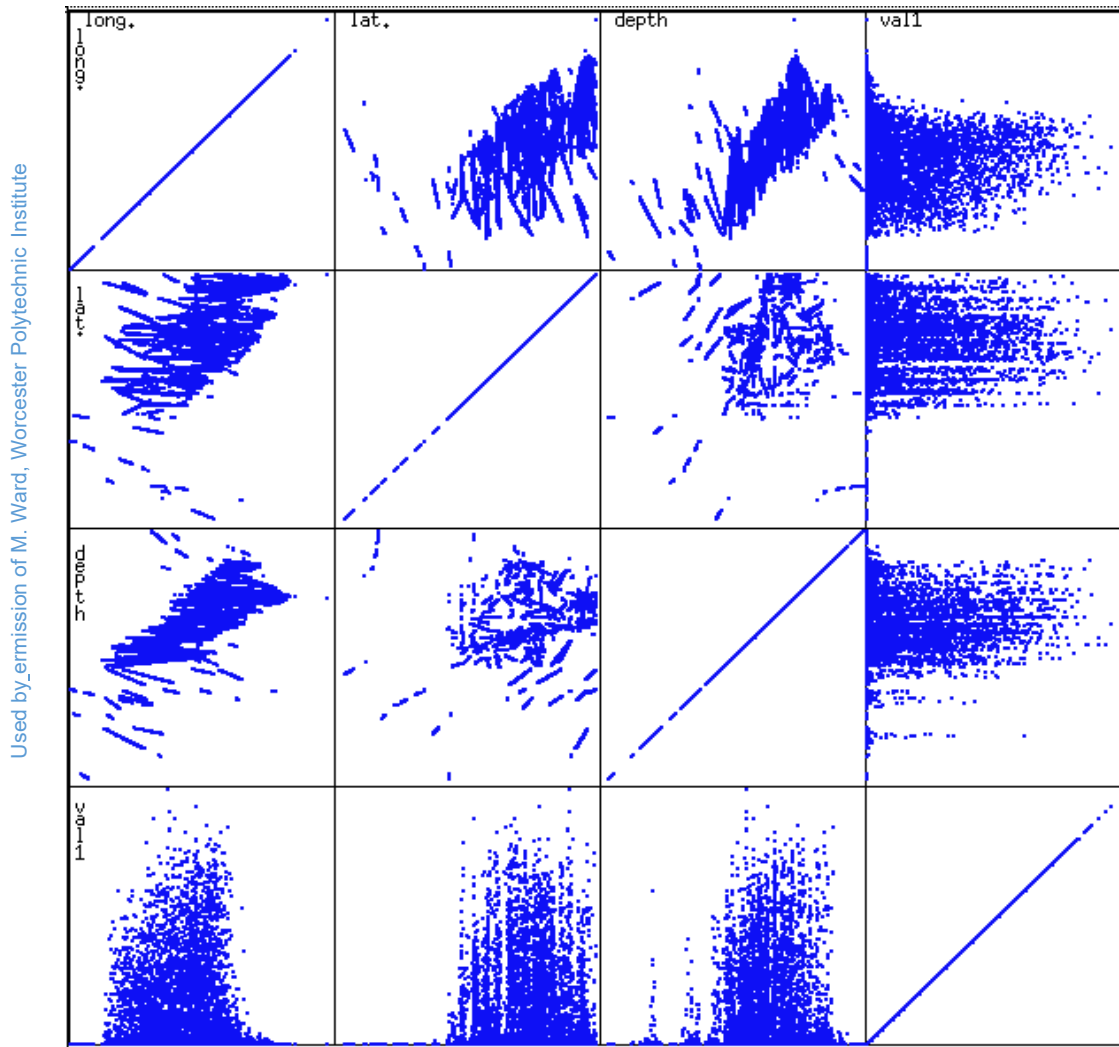 long.
lat.
depth
val1
long.
lat.
depth
val1
Used by_ermission of M. Ward, Worcester Polytechnic Institute